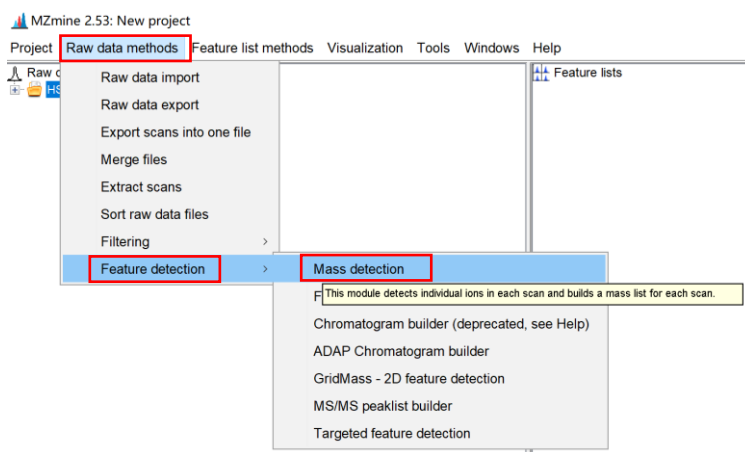 MZmine 2.53: New project
Project Raw data methods Feature list methods Visualization Tools Windows Help
Raw Feature lists
HS
Raw data import
Raw data export
Export scans into one file
Merge files
Extract scans
Sort raw data files
Filtering >
Feature detection > Mass detection
This module detects individual ions in each scan and builds a mass list for each scan.
Chromatogram builder (deprecated, see Help)
ADAP Chromatogram builder
GridMass - 2D feature detection
MS/MS peaklist builder
Targeted feature detection